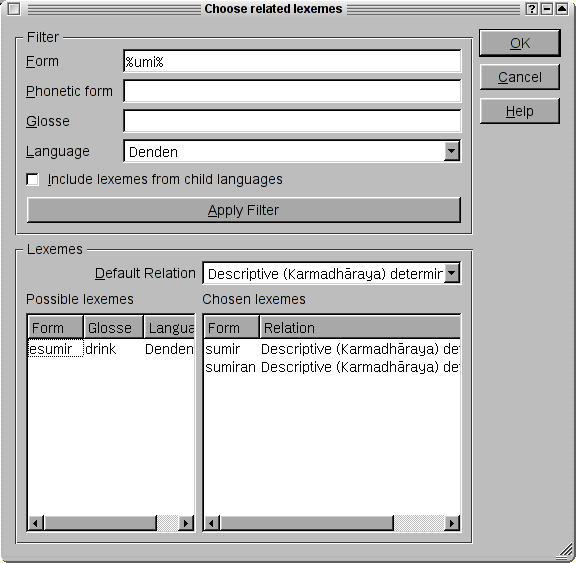 Choose related lexemes
Filter
Form %umi%
Phonetic form
Glosse
Language Denden
Include lexemes from child languages
Apply Filter
OK
Cancel
Help
Lexemes
Default Relation Descriptive (Karmadhāraya) determir
Possible lexemes
Form Glosse Langua
esumir drink Denden
Chosen lexemes
Form Relation
sumir Descriptive (Karmadhāraya) det
sumiran Descriptive (Karmadhāraya) det